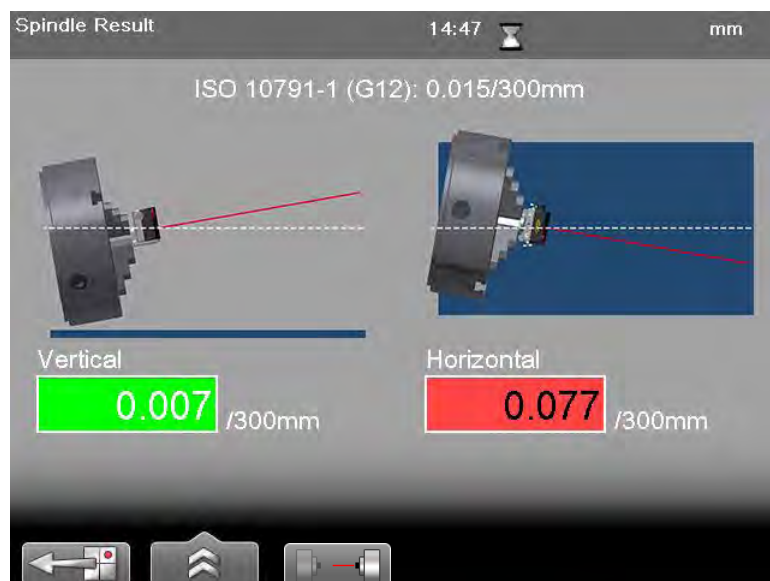 Spindle Result 14:47 mm
ISO 10791-1 (G12): 0.015/300mm
Vertical Horizontal
0.007 /300mm 0.077 /300mm